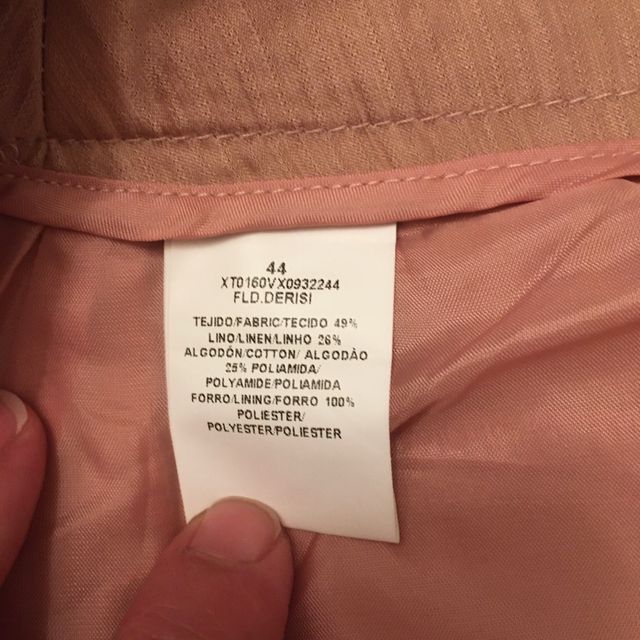 44
XT0160VX0932244
FLD.DERISI
TEJIDO/FABRIC/TECIDO 49%
LINO/LINEN/LINHO 26%
ALGODÓN/COTTON/ ALGODÃO
25% POLIAMIDA/
POLYAMIDE/POLIAMIDA
FORRO/LINING/FORRO 100%
POLIESTER/
POLYESTER/POLIESTER